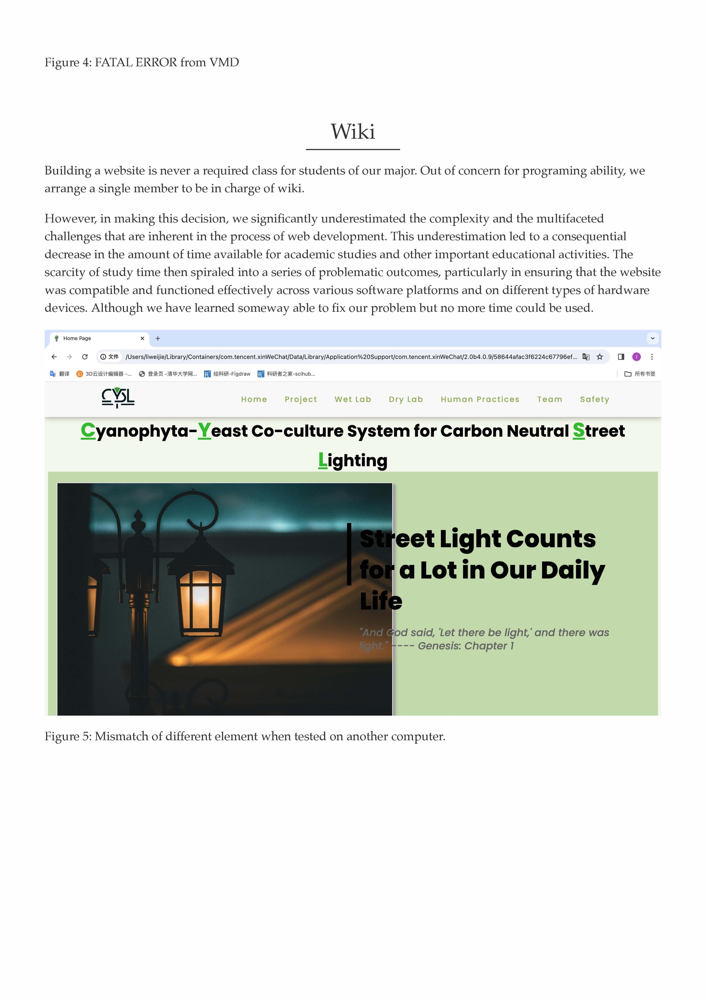 Figure 4: FATAL ERROR from VMD
Wiki
Building a website is never a required class for students of our major. Out of concern for programing ability, we
arrange a single member to be in charge of wiki.
However, in making this decision, we significantly underestimated the complexity and the multifaceted
challenges that are inherent in the process of web development. This underestimation led to a consequential
decrease in the amount of time available for academic studies and other important educational activities. The
scarcity of study time then spiraled into a series of problematic outcomes, particularly in ensuring that the website
was compatible and functioned effectively across various software platforms and on different types of hardware
devices. Although we have learned someway able to fix our problem but no more time could be used.
Home Page
文件 /Users/liweijie/Library/Containers/com.tencent.xinWeChat/Data/Library/Application%20Support/com.tencent.xinWeChat/2.0b4.0.9/58644afac3f6224c67796ef...
翻译 3D云设计编辑器 -... 登录页 -清华大学网... 绘科研-Figdraw 科研者之家-scihub... 所有书签
CYSL Home Project Wet Lab Dry Lab Human Practices Team Safety
Cyanophyta-Yeast Co-culture System for Carbon Neutral Street
Lighting
Street Light Counts
for a Lot in Our Daily
Life
"And God said, 'Let there be light,' and there was
light." ---- Genesis: Chapter 1
Figure 5: Mismatch of different element when tested on another computer.